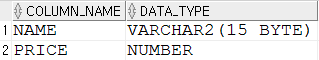 COLUMN_NAME DATA_TYPE
1 NAME VARCHAR2(15 BYTE)
2 PRICE NUMBER